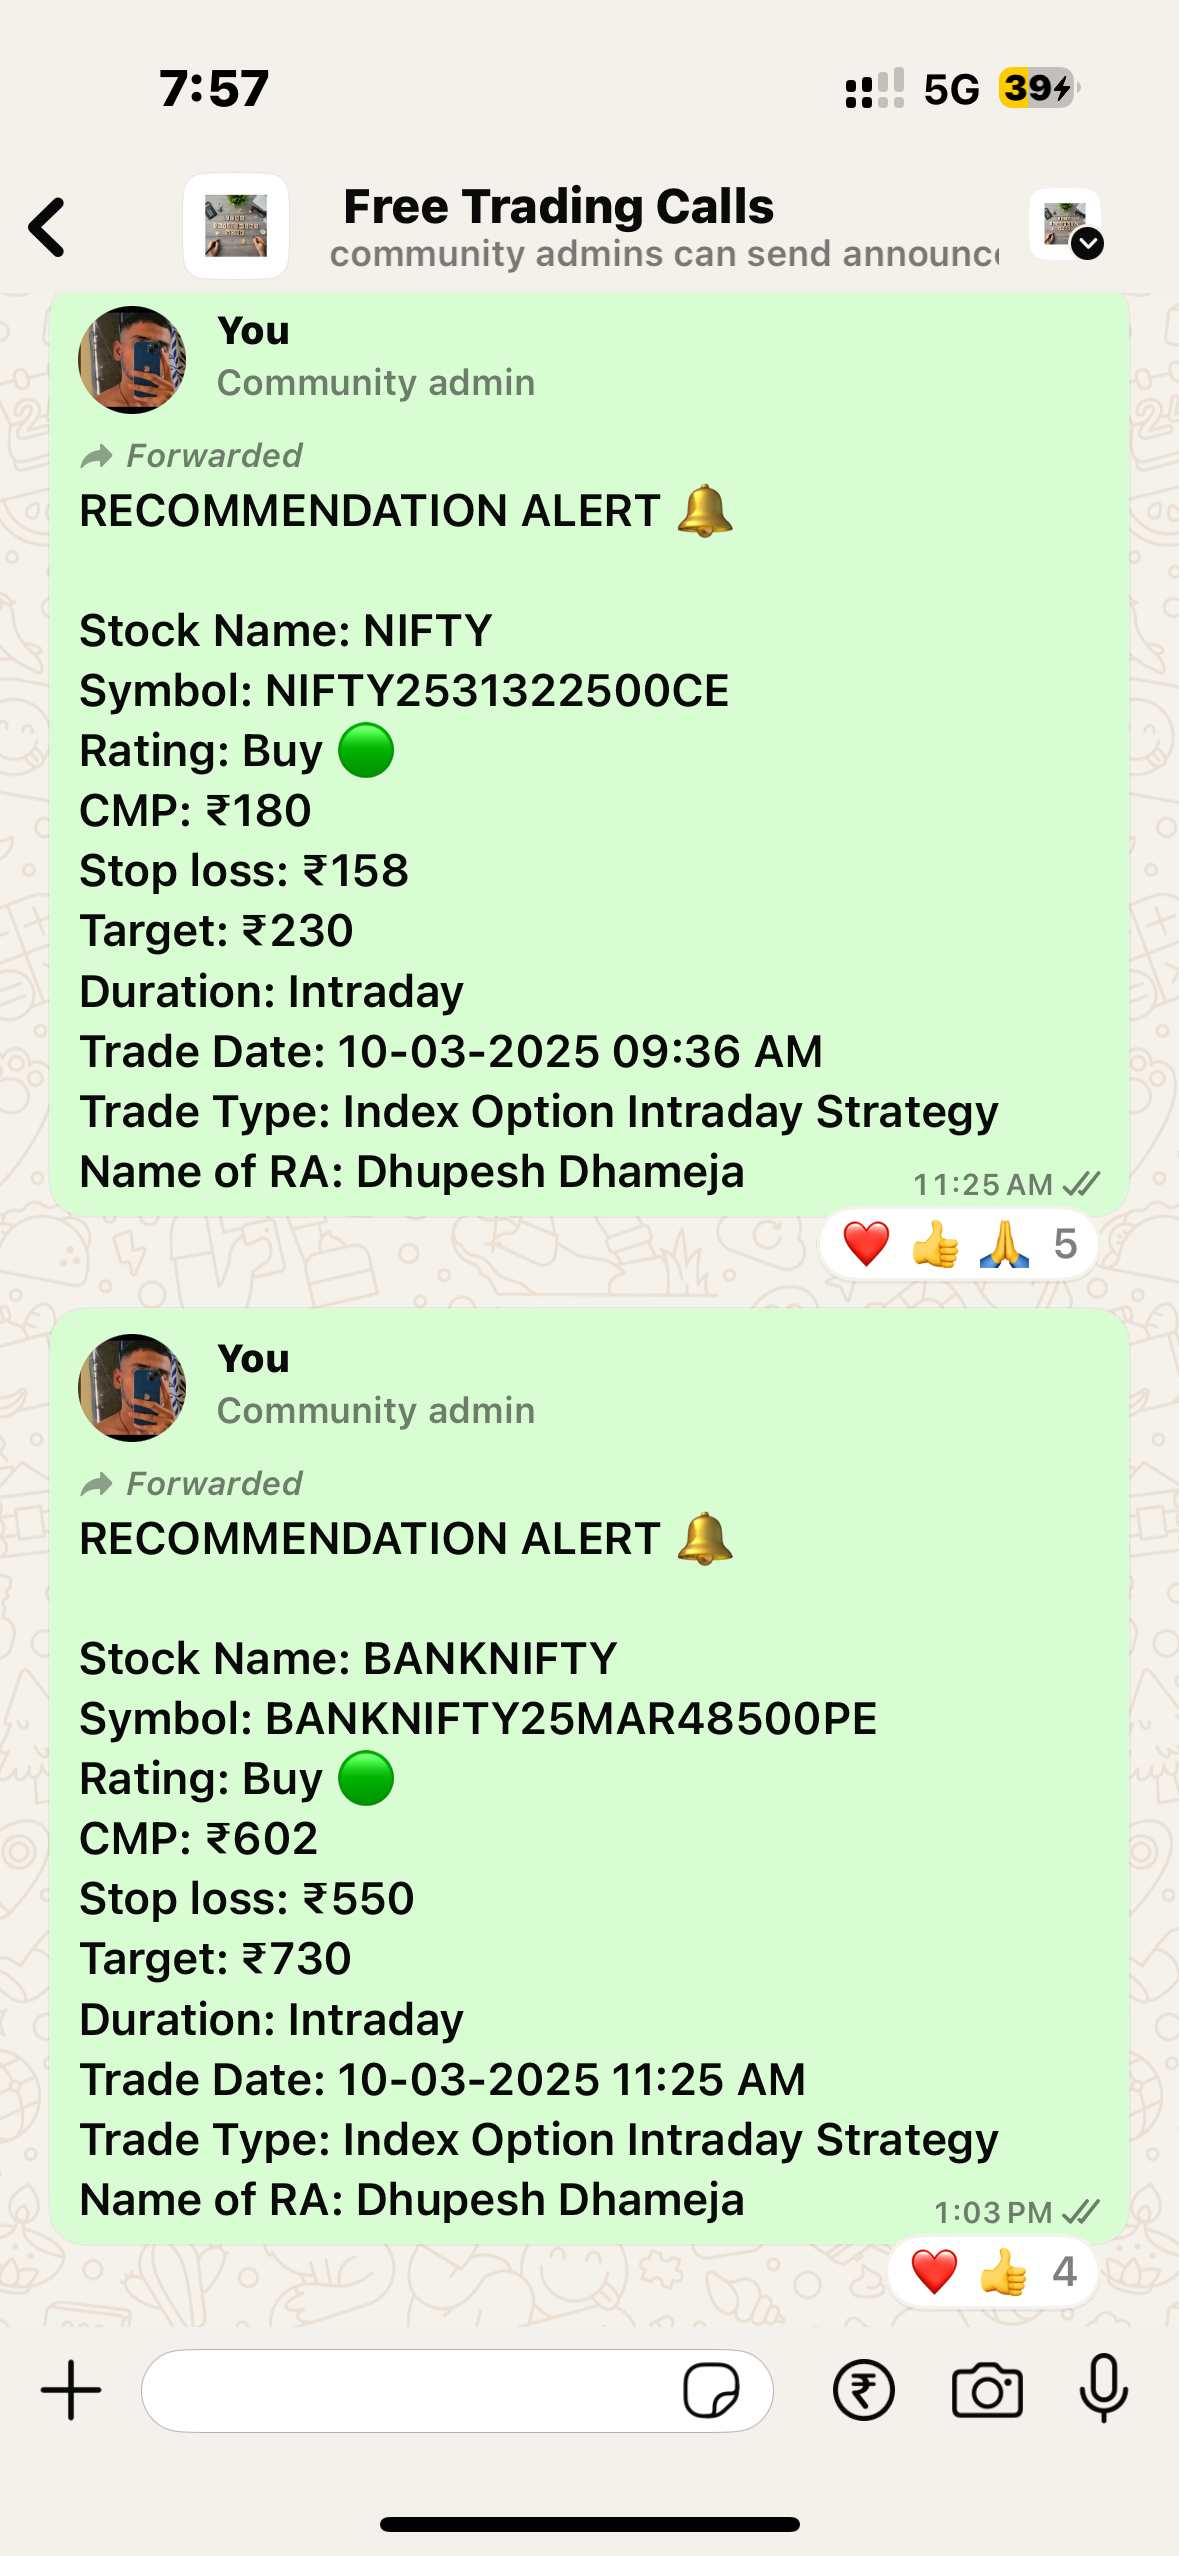 7:57
5G 39
Free Trading Calls
community admins can send announc
You
Community admin
Forwarded
RECOMMENDATION ALERT 🔔
Stock Name: NIFTY
Symbol: NIFTY2531322500CE
Rating: Buy 🟢
CMP: ₹180
Stop loss: ₹158
Target: ₹230
Duration: Intraday
Trade Date: 10-03-2025 09:36 AM
Trade Type: Index Option Intraday Strategy
Name of RA: Dhupesh Dhameja
11:25 AM
❤️ 👍 🙏 5
You
Community admin
Forwarded
RECOMMENDATION ALERT 🔔
Stock Name: BANKNIFTY
Symbol: BANKNIFTY25MAR48500PE
Rating: Buy 🟢
CMP: ₹602
Stop loss: ₹550
Target: ₹730
Duration: Intraday
Trade Date: 10-03-2025 11:25 AM
Trade Type: Index Option Intraday Strategy
Name of RA: Dhupesh Dhameja
1:03 PM
❤️ 👍 4
₹